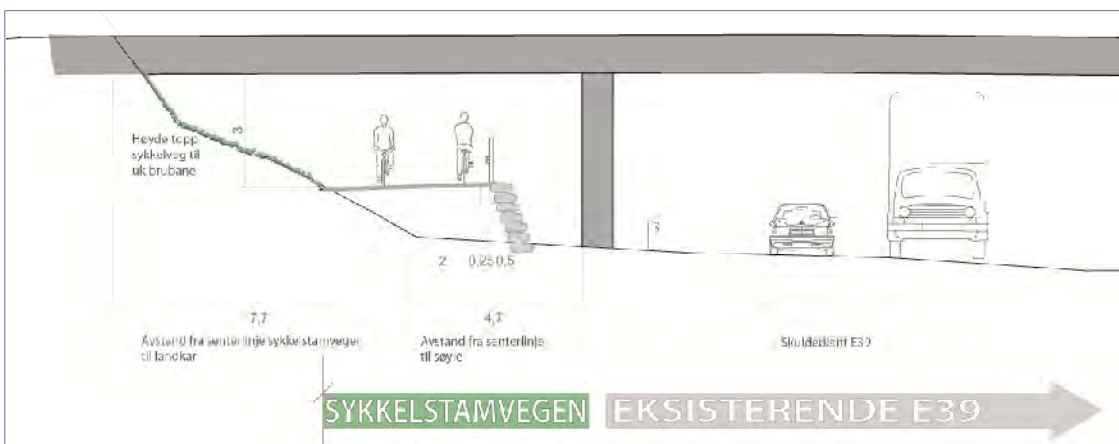 Høyde topp
sykkelveg til
uk brubane
3
2 0,25 0,5
7,7
Avstand fra senterlinje sykkelstamvegen
til landkar
4,7
Avstand fra senterlinje
til søyle
Skulderkant E39
SYKKELSTAMVEGEN
EKSISTERENDE E39